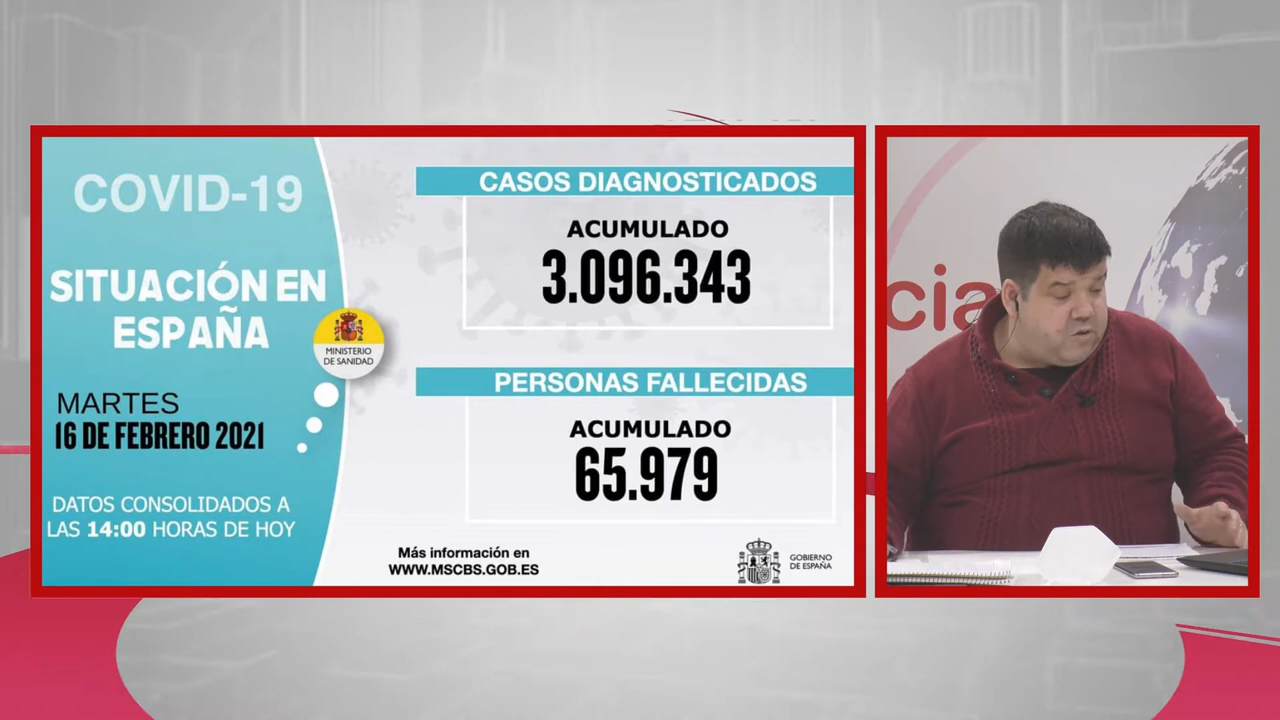 COVID-19
SITUACIÓN EN
ESPAÑA
MINISTERIO
DE SANIDAD
MARTES
16 DE FEBRERO 2021
DATOS CONSOLIDADOS A
LAS 14:00 HORAS DE HOY
CASOS DIAGNOSTICADOS
ACUMULADO
3.096.343
PERSONAS FALLECIDAS
ACUMULADO
65.979
Más información en
WWW.MSCBS.GOB.ES
GOBIERNO
DE ESPAÑA
cia